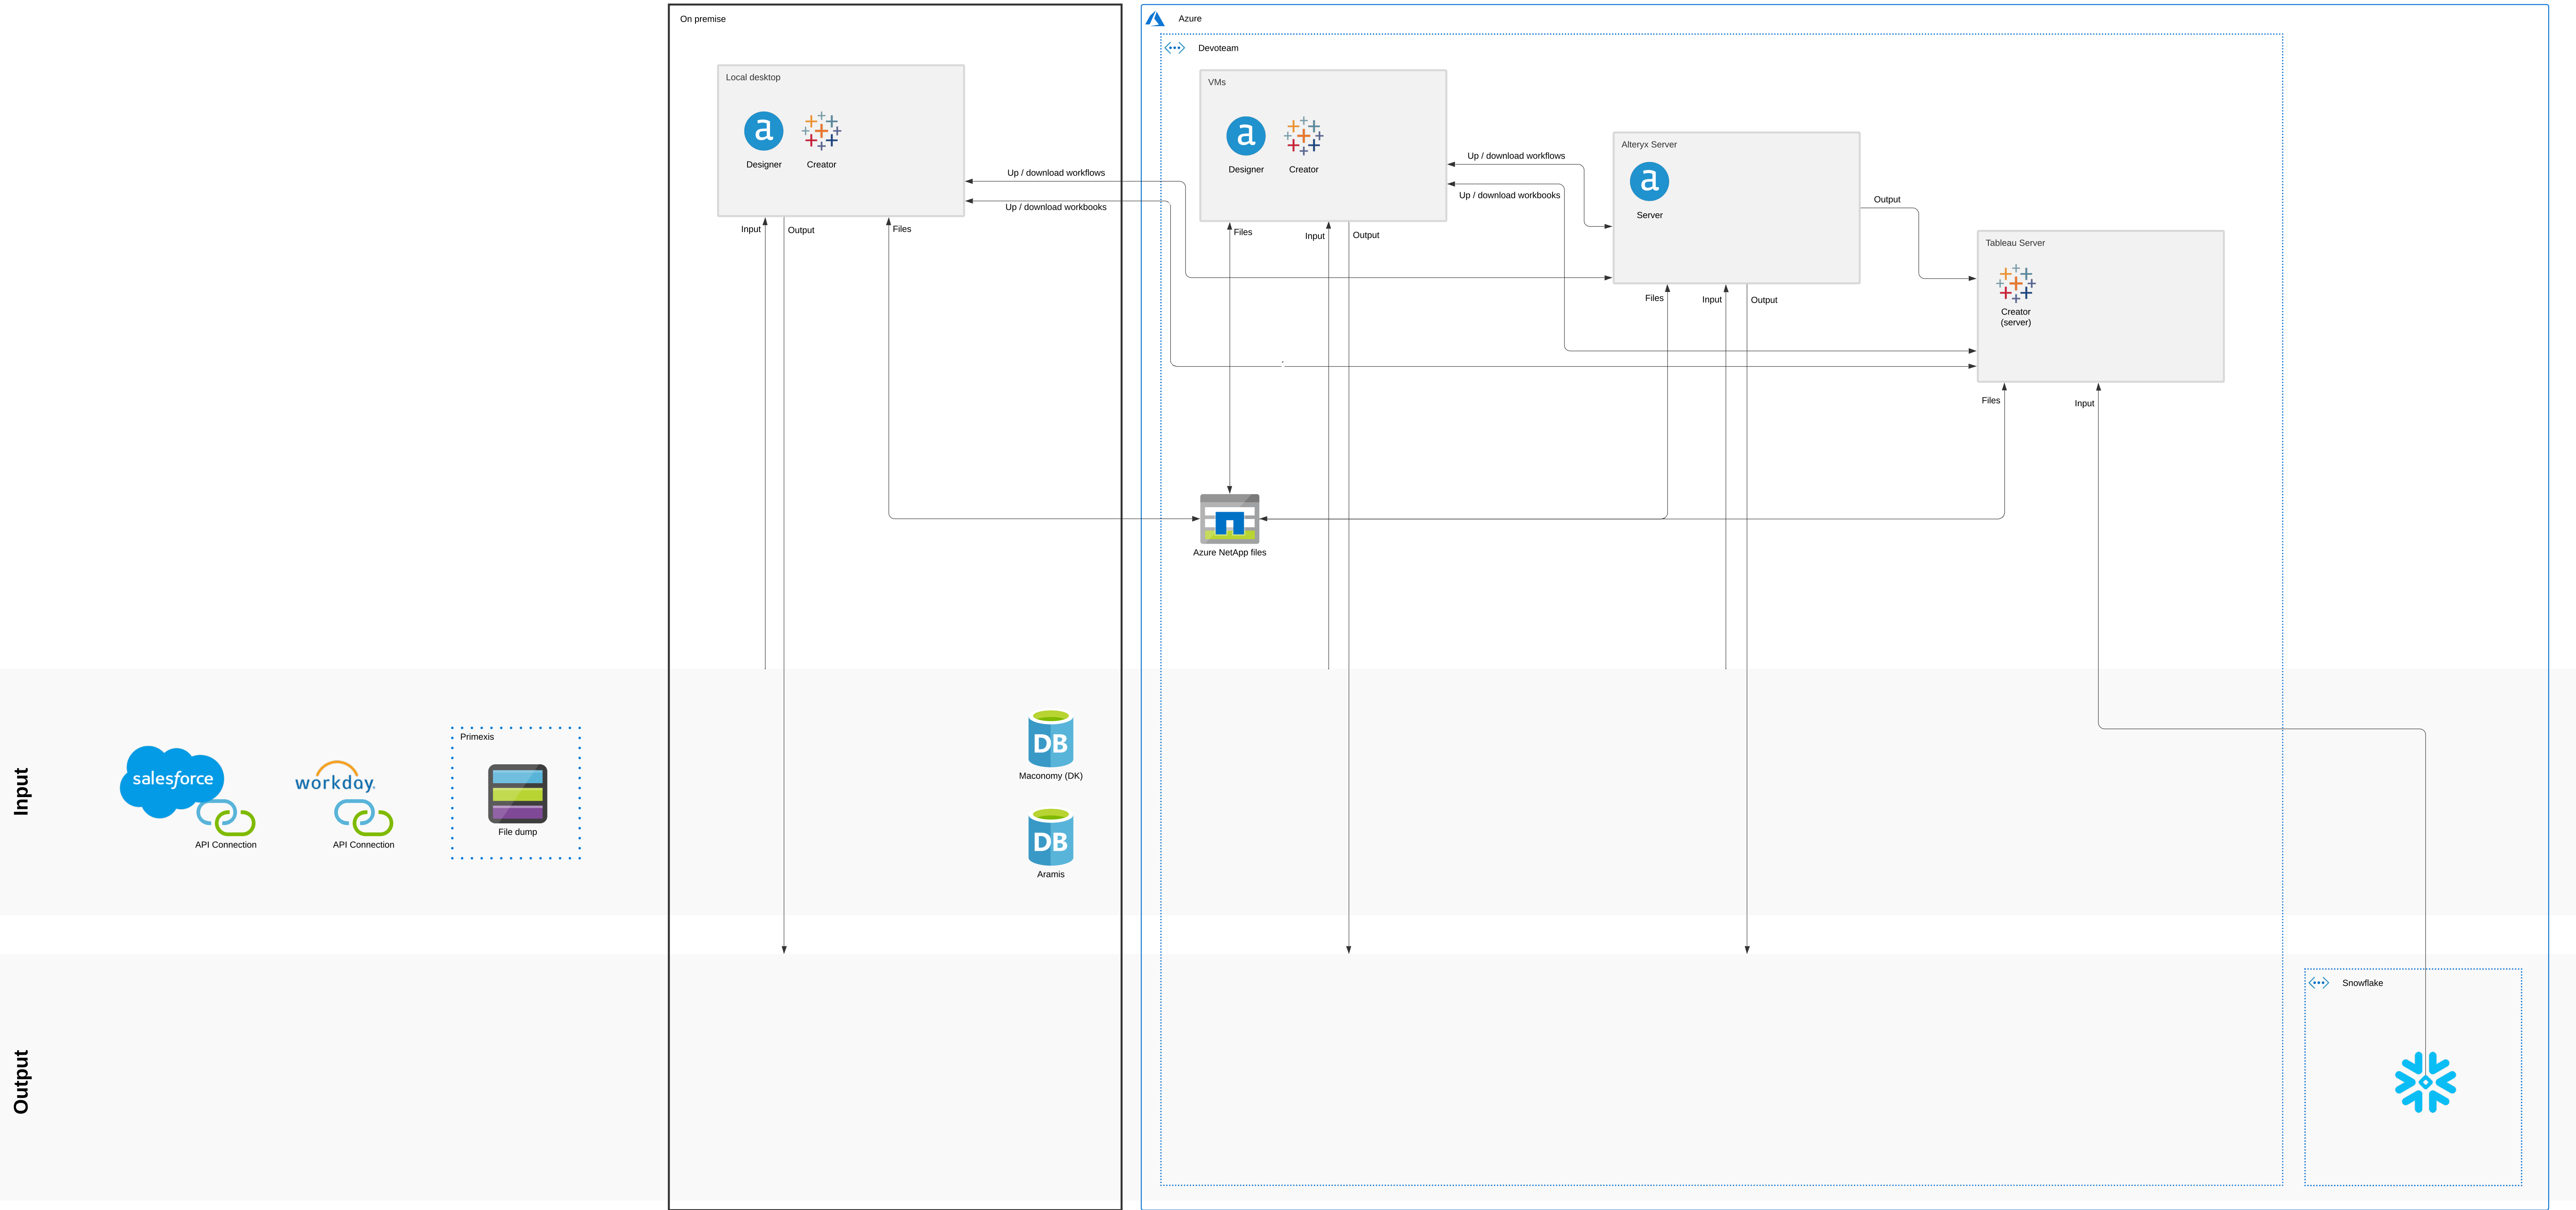 On premise
Azure
Devoteam
Local desktop
a
Designer
Creator
VMs
a
Designer
Creator
Up / download workflows
Up / download workbooks
Up / download workflows
Up / download workbooks
Alteryx Server
a
Server
Output
Tableau Server
Creator
(server)
Input
Output
Files
Files
Input
Output
Files
Input
Output
Files
Input
Azure NetApp files
Input
salesforce
API Connection
workday.
API Connection
Primexis
File dump
DB
Maconomy (DK)
DB
Aramis
Output
Snowflake